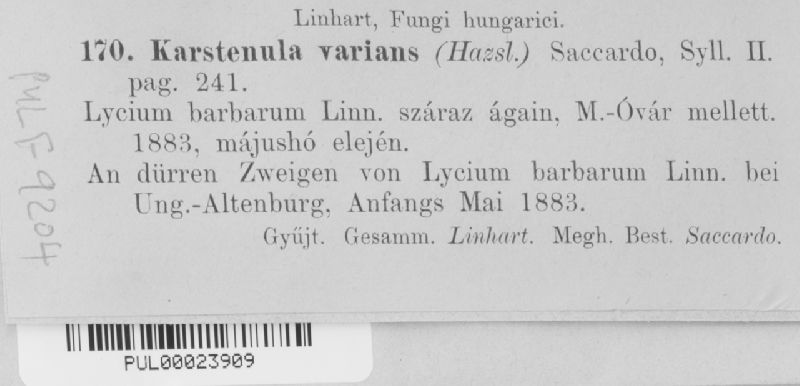 Linhart, Fungi hungarici.
170. Karstenula varians (Hazsl.) Saccardo, Syll. II.
pag. 241.
Lycium barbarum Linn. száraz ágain, M.-Óvár mellett.
1883, májushó elején.
An dürren Zweigen von Lycium barbarum Linn. bei
Ung.-Altenburg, Anfangs Mai 1883.
Gyűjt. Gesamm. Linhart. Megh. Best. Saccardo.
PUL F-9204
PUL00023909